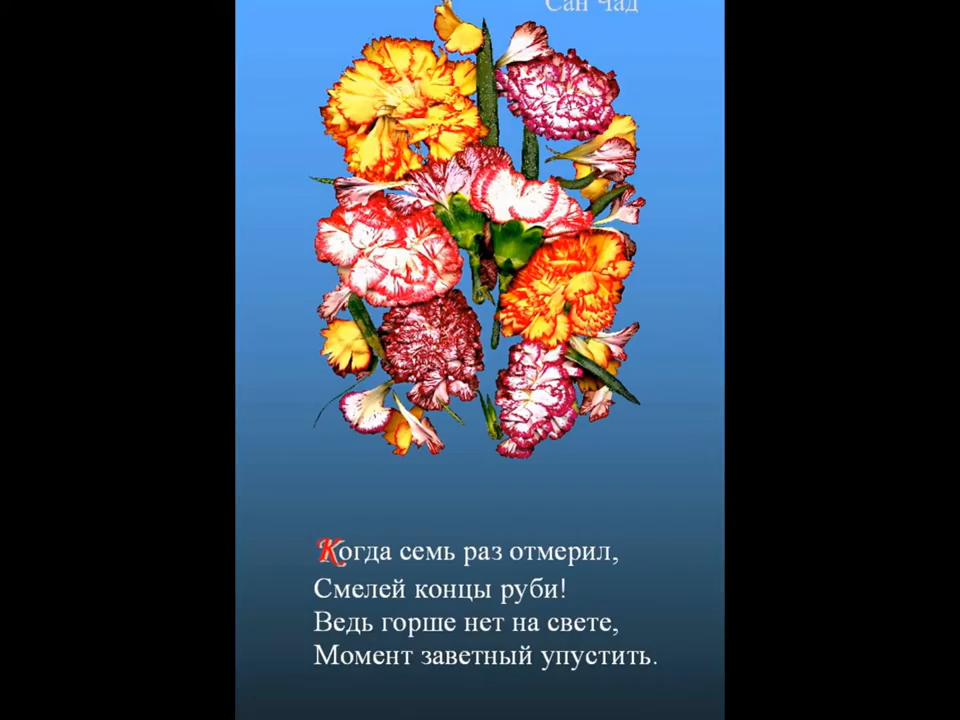 Сан Чад
Когда семь раз отмерил,
Смелей концы руби!
Ведь горше нет на свете,
Момент заветный упустить.